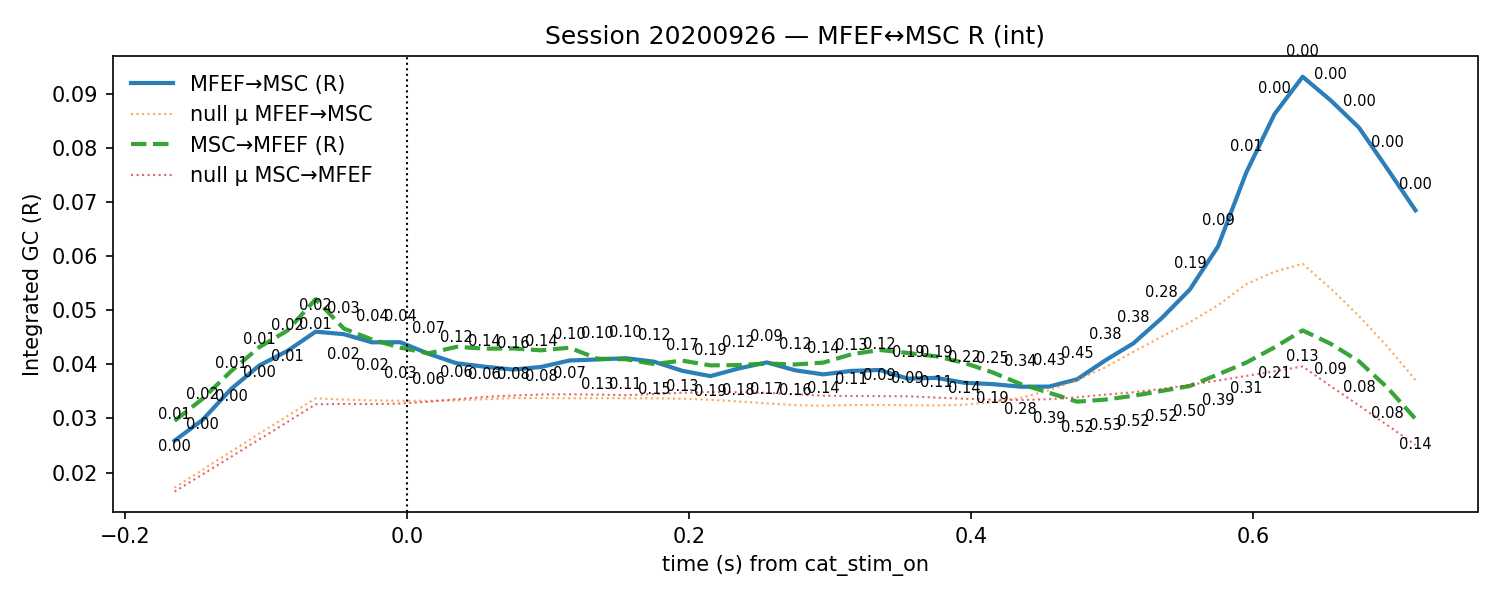 Session 20200926 — MFEF↔MSC R (int)
MFEF→MSC (R)
null μ MFEF→MSC
MSC→MFEF (R)
null μ MSC→MFEF
Integrated GC (R)
0.09
0.08
0.07
0.06
0.05
0.04
0.03
0.02
−0.2
0.0
0.2
0.4
0.6
time (s) from cat_stim_on
0.01 0.02 0.01 0.01 0.02 0.02 0.03 0.04 0.04 0.07 0.12 0.14 0.16 0.14 0.10 0.10 0.10 0.12 0.17 0.19 0.12 0.09 0.12 0.14 0.13 0.12 0.19 0.19 0.22 0.25 0.34 0.43 0.45 0.38 0.38 0.28 0.19 0.09 0.01 0.00 0.00 0.00 0.00 0.00 0.00
0.00 0.00 0.00 0.00 0.01 0.01 0.02 0.02 0.03 0.06 0.06 0.06 0.08 0.08 0.07 0.13 0.11 0.15 0.13 0.19 0.18 0.17 0.16 0.14 0.11 0.09 0.09 0.11 0.14 0.19 0.28 0.39 0.52 0.53 0.52 0.52 0.50 0.39 0.31 0.21 0.13 0.09 0.08 0.08 0.14